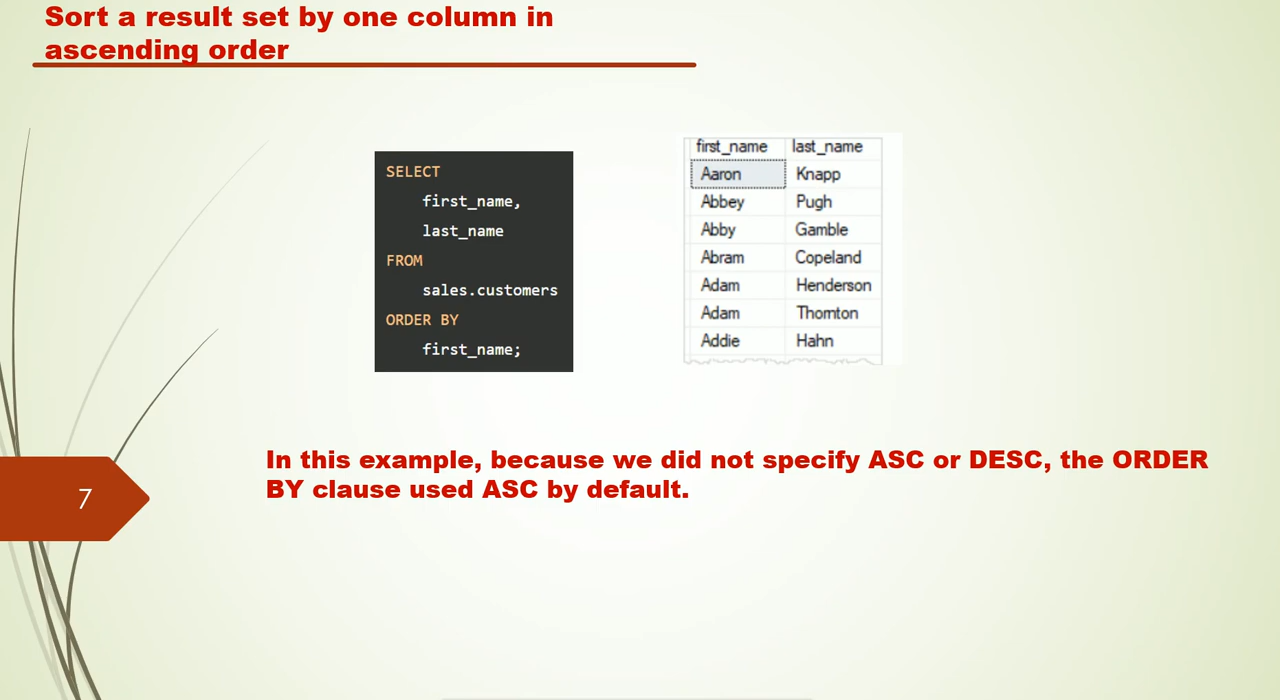 Sort a result set by one column in
ascending order
SELECT
first_name,
last_name
FROM
sales.customers
ORDER BY
first_name;
first_name last_name
Aaron Knapp
Abbey Pugh
Abby Gamble
Abram Copeland
Adam Henderson
Adam Thornton
Addie Hahn
In this example, because we did not specify ASC or DESC, the ORDER
BY clause used ASC by default.
7